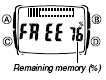 A B
FREE 76%
C D
Remaining memory (%)